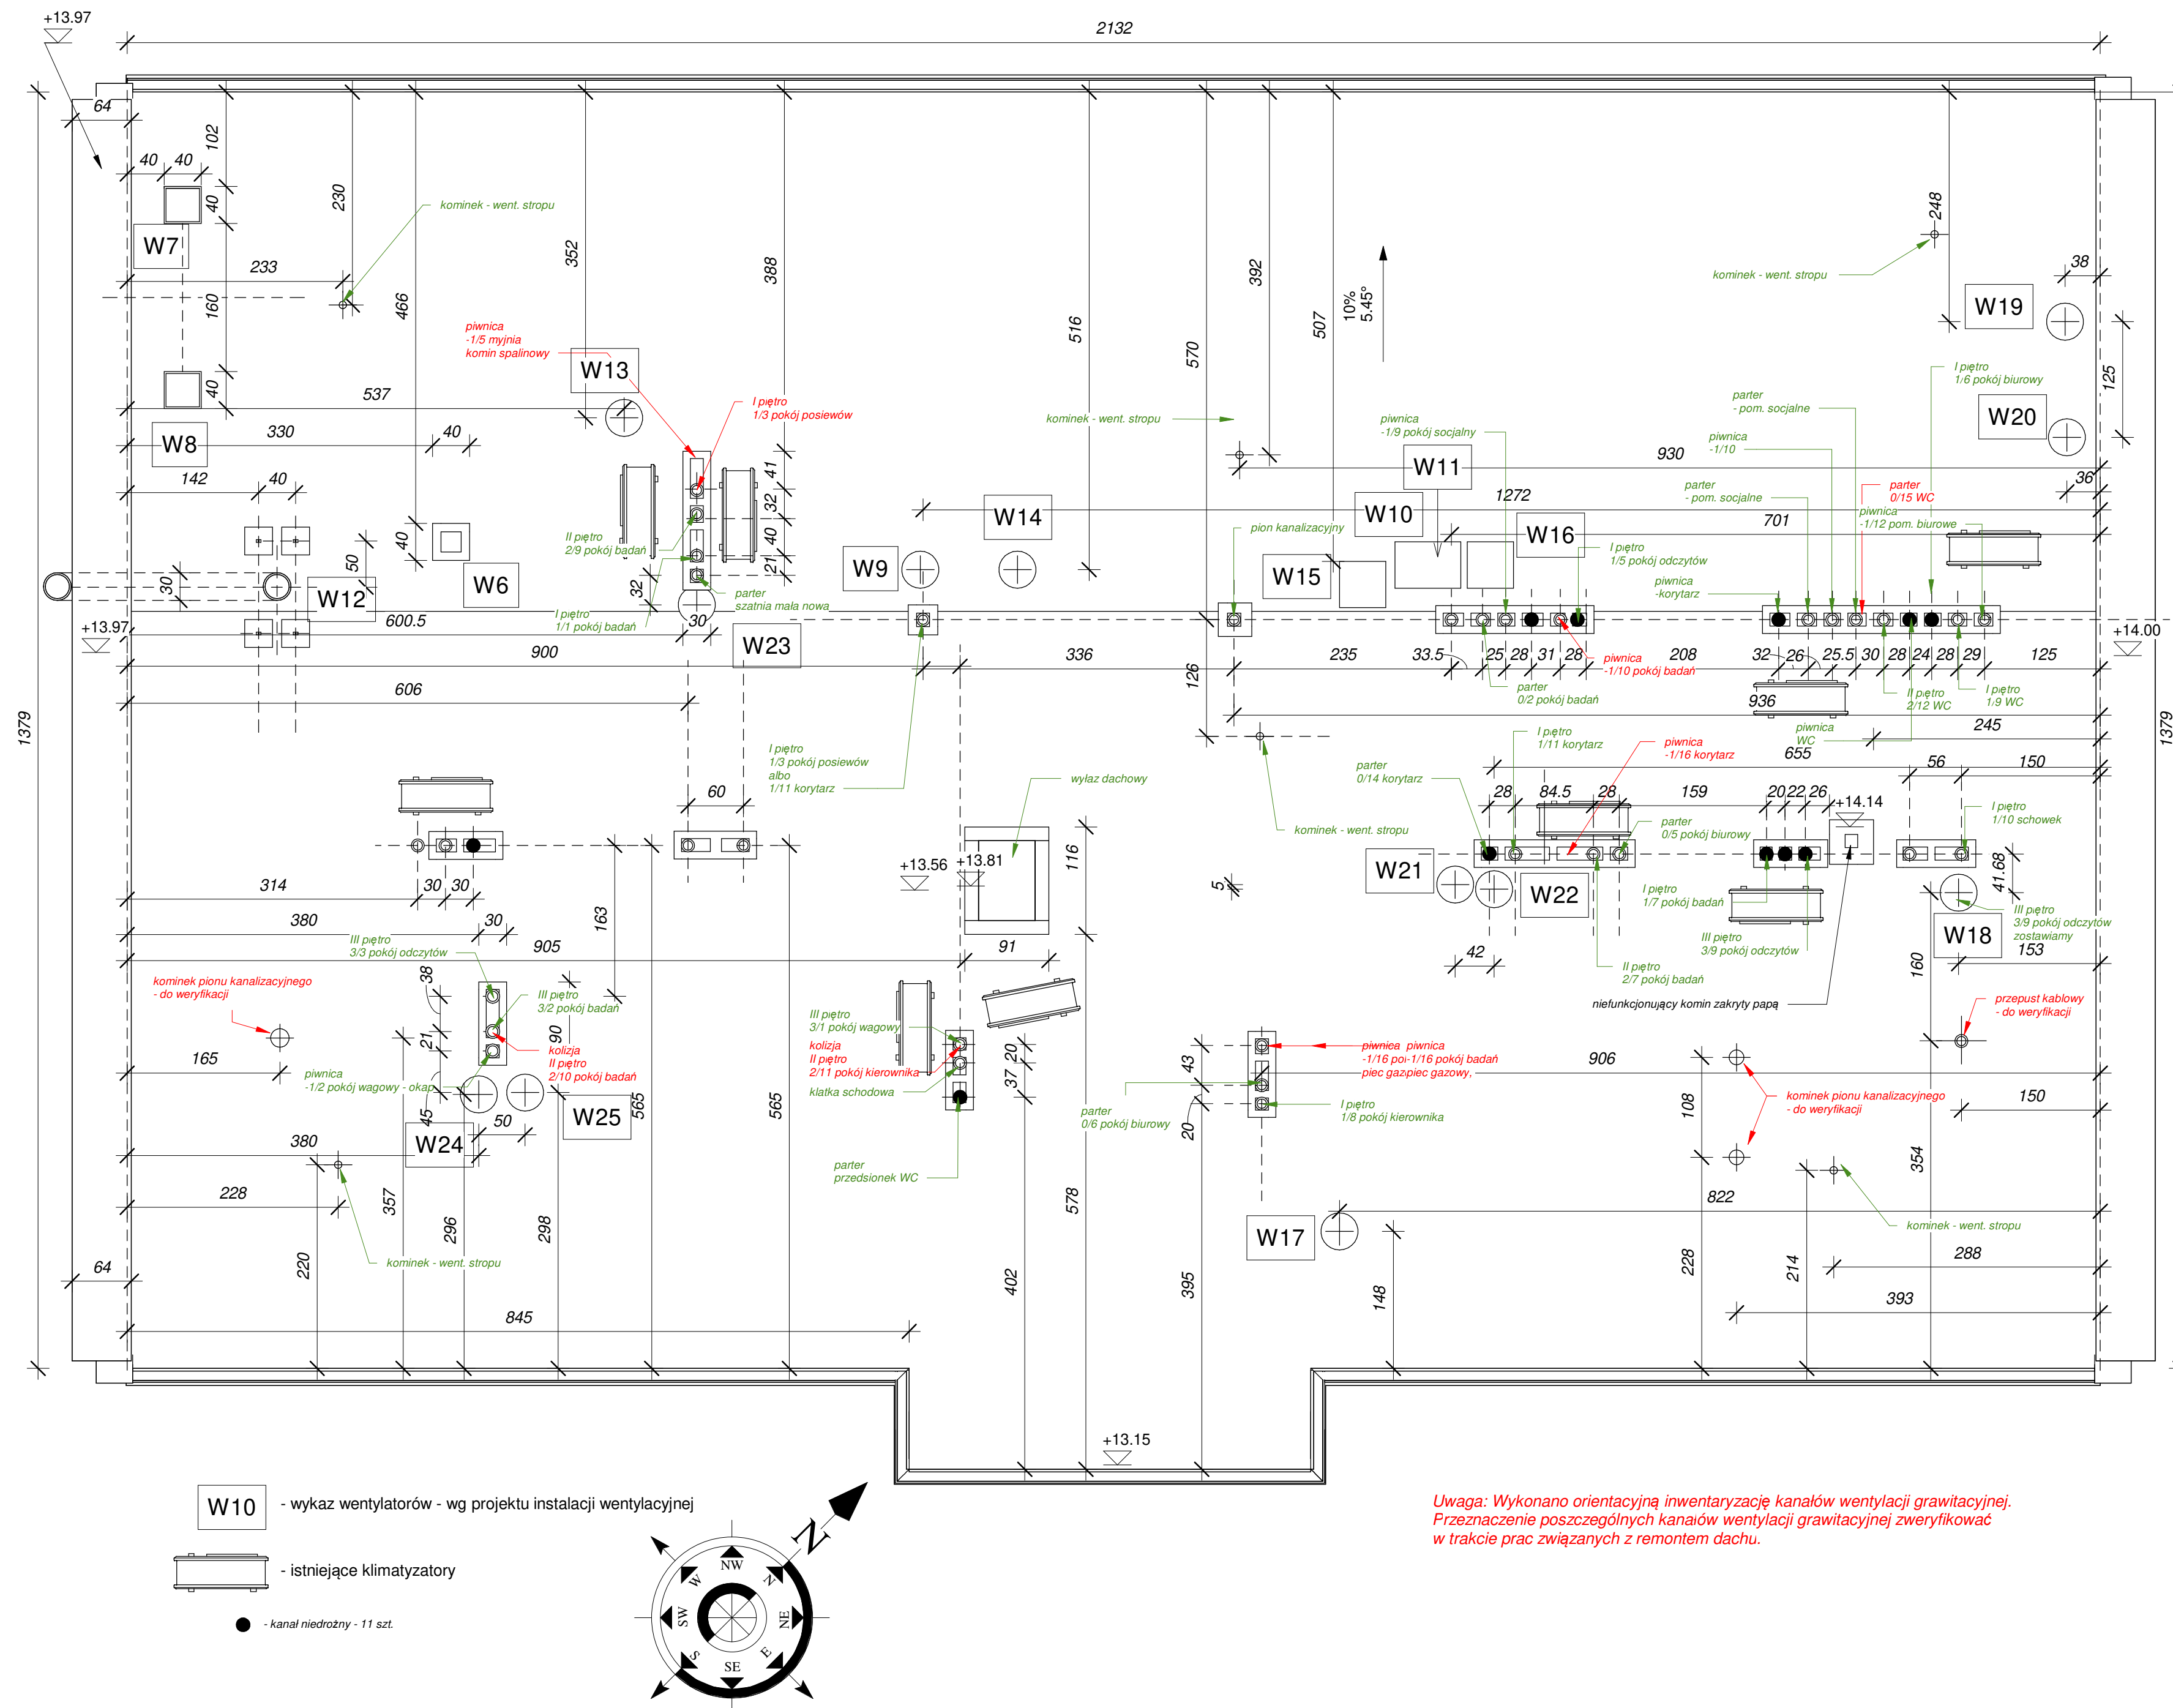 +13.97
2132
64
102
40 40
40
230
kominek - went. stropu
W7
233
160
466
352
388
516
570
392
507
10%
5.45°
248
kominek - went. stropu
38
W19
125
piwnica
-1/5 myjnia
komin spalinowy
W13
40
537
I piętro
1/3 pokój posiewów
kominek - went. stropu
piwnica
-1/9 pokój socjalny
parter
- pom. socjalne
I piętro
1/6 pokój biurowy
W20
W8
330
40
piwnica
-1/10
W11
930
142
40
41
32
40
21
parter
- pom. socjalne
parter
0/15 WC
36
1272
W10
W14
701
piwnica
-1/12 pom. biurowe
pion kanalizacyjny
W16
II piętro
2/9 pokój badań
40
50
30
W6
W12
32
W9
W15
I piętro
1/5 pokój odczytów
piwnica
-korytarz
parter
szatnia mała nowa
I piętro
1/1 pokój badań
600.5
30
W23
+13.97
+14.00
900
336
235
33.5
25
28
31
28
208
32
26
25.5
30
28
24
28
29
125
piwnica
-1/10 pokój badań
606
126
parter
0/2 pokój badań
936
II piętro
2/12 WC
I piętro
1/9 WC
1379
1379
245
piwnica
WC
I piętro
1/11 korytarz
piwnica
-1/16 korytarz
655
I piętro
1/3 pokój posiewów
albo
1/11 korytarz
wyłaz dachowy
parter
0/14 korytarz
56
150
60
28
84.5
28
159
20
22
26
+14.14
I piętro
1/10 schowek
kominek - went. stropu
parter
0/5 pokój biurowy
116
+13.56
+13.81
W21
W22
41.68
314
30
30
163
5
I piętro
1/7 pokój badań
380
30
III piętro
3/3 pokój odczytów
905
91
42
III piętro
3/9 pokój odczytów
W18
III piętro
3/9 pokój odczytów
zostawiamy
153
II piętro
2/7 pokój badań
160
niefunkcjonujący komin zakryty papą
kominek pionu kanalizacyjnego
- do weryfikacji
38
III piętro
3/2 pokój badań
przepust kablowy
- do weryfikacji
III piętro
3/1 pokój wagowy
kolizja
II piętro
2/11 pokój kierownika
klatka schodowa
21
90
kolizja
II piętro
2/10 pokój badań
165
20
37
43
906
piwnica
-1/2 pokój wagowy - okap
45
565
565
parter
0/6 pokój biurowy
20
I piętro
1/8 pokój kierownika
108
kominek pionu kanalizacyjnego
- do weryfikacji
150
W25
50
W24
380
parter
przedsionek WC
228
357
296
298
578
354
822
W17
kominek - went. stropu
kominek - went. stropu
220
64
402
395
148
228
214
288
393
845
+13.15
W10
- wykaz wentylatorów - wg projektu instalacji wentylacyjnej
- istniejące klimatyzatory
- kanał niedrożny - 11 szt.
N
NW
N
NE
E
SE
S
SW
W
Uwaga: Wykonano orientacyjną inwentaryzację kanałów wentylacji grawitacyjnej.
Przeznaczenie poszczególnych kanałów wentylacji grawitacyjnej zweryfikować
w trakcie prac związanych z remontem dachu.